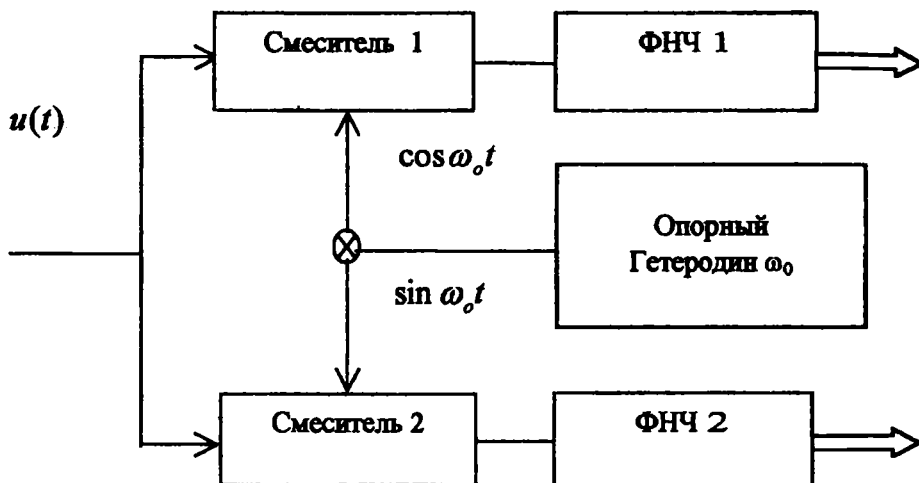 Смеситель 1
ФНЧ 1
u(t)
cos ω₀t
Опорный
Гетеродин ω₀
sin ω₀t
Смеситель 2
ФНЧ 2